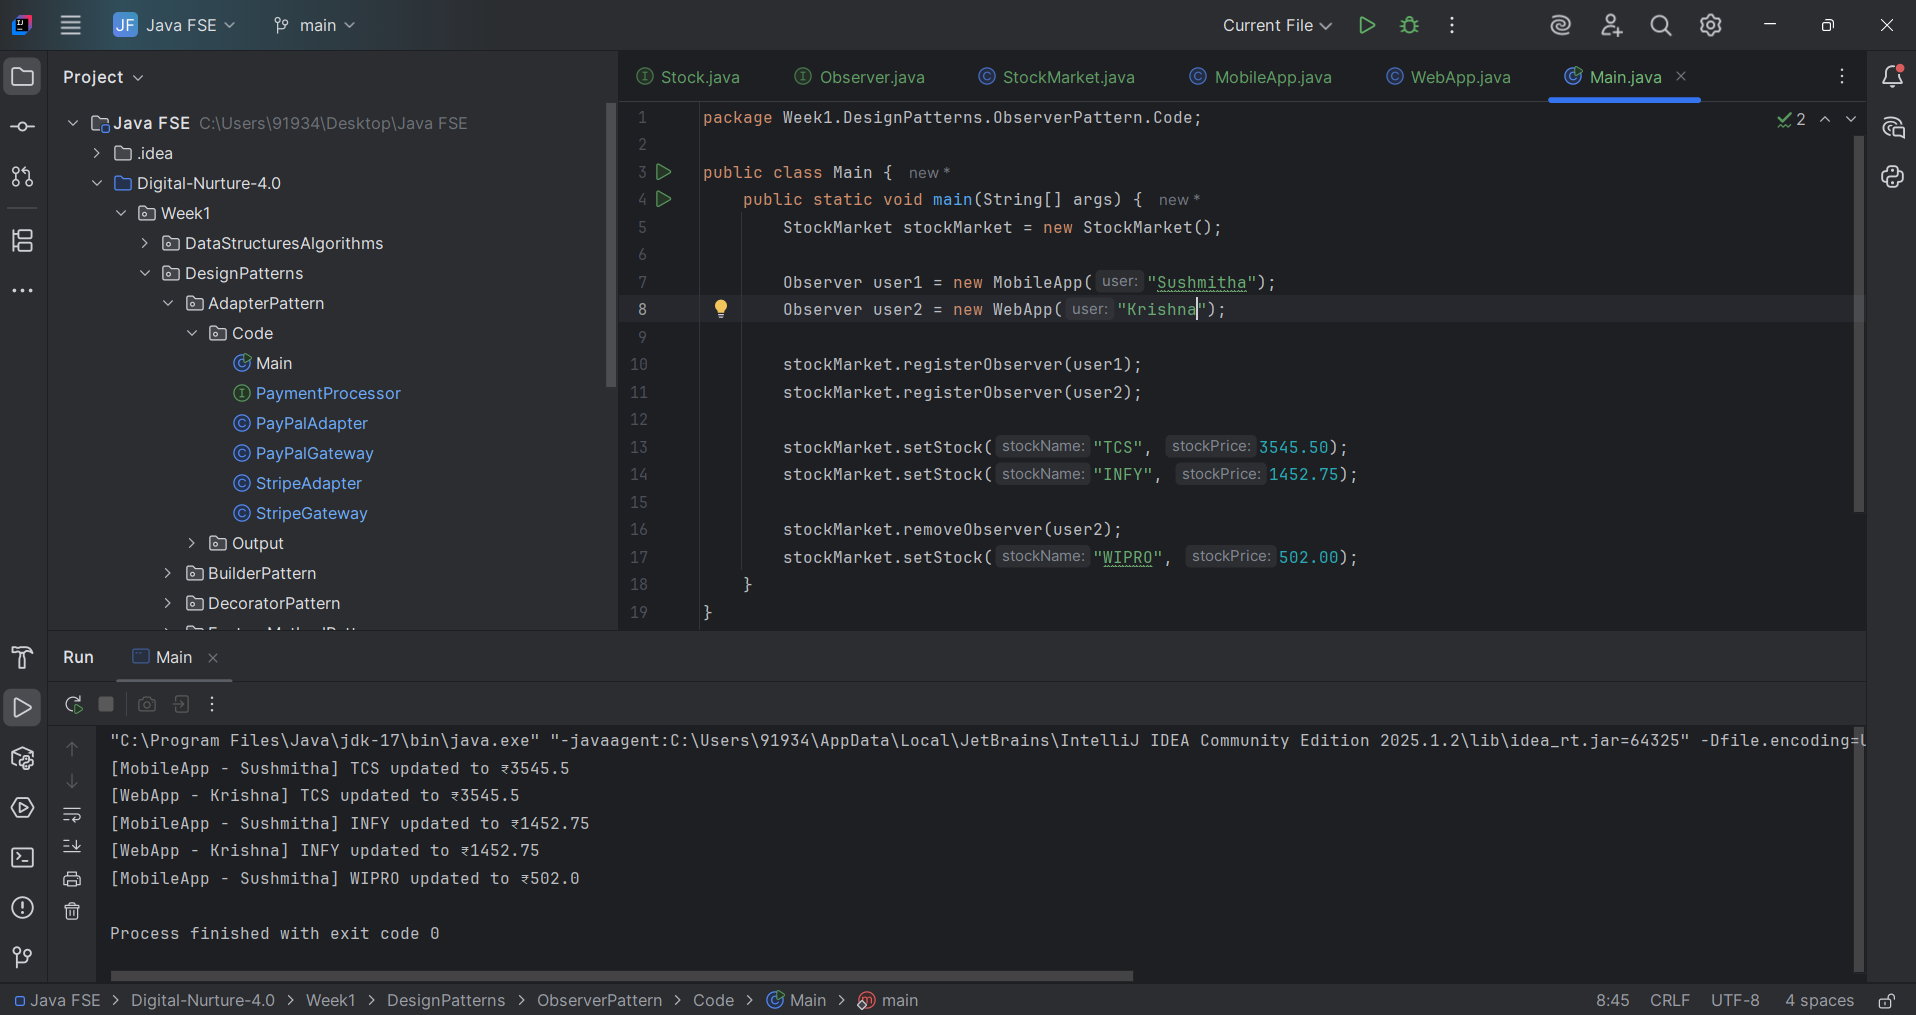 JF Java FSE main Current File
Project
Java FSE C:\Users\91934\Desktop\Java FSE
.idea
Digital-Nurture-4.0
Week1
DataStructuresAlgorithms
DesignPatterns
AdapterPattern
Code
Main
PaymentProcessor
PayPalAdapter
PayPalGateway
StripeAdapter
StripeGateway
Output
BuilderPattern
DecoratorPattern
Stock.java Observer.java StockMarket.java MobileApp.java WebApp.java Main.java
2
1 package Week1.DesignPatterns.ObserverPattern.Code;
2
3 public class Main { new *
4 public static void main(String[] args) { new *
5 StockMarket stockMarket = new StockMarket();
6
7 Observer user1 = new MobileApp( user: "Sushmitha");
8 Observer user2 = new WebApp( user: "Krishna");
9
10 stockMarket.registerObserver(user1);
11 stockMarket.registerObserver(user2);
12
13 stockMarket.setStock( stockName: "TCS", stockPrice: 3545.50);
14 stockMarket.setStock( stockName: "INFY", stockPrice: 1452.75);
15
16 stockMarket.removeObserver(user2);
17 stockMarket.setStock( stockName: "WIPRO", stockPrice: 502.00);
18 }
19 }
Run Main
"C:\Program Files\Java\jdk-17\bin\java.exe" "-javaagent:C:\Users\91934\AppData\Local\JetBrains\IntelliJ IDEA Community Edition 2025.1.2\lib\idea_rt.jar=64325" -Dfile.encoding=U
[MobileApp - Sushmitha] TCS updated to ₹3545.5
[WebApp - Krishna] TCS updated to ₹3545.5
[MobileApp - Sushmitha] INFY updated to ₹1452.75
[WebApp - Krishna] INFY updated to ₹1452.75
[MobileApp - Sushmitha] WIPRO updated to ₹502.0
Process finished with exit code 0
Java FSE > Digital-Nurture-4.0 > Week1 > DesignPatterns > ObserverPattern > Code > Main > main 8:45 CRLF UTF-8 4 spaces